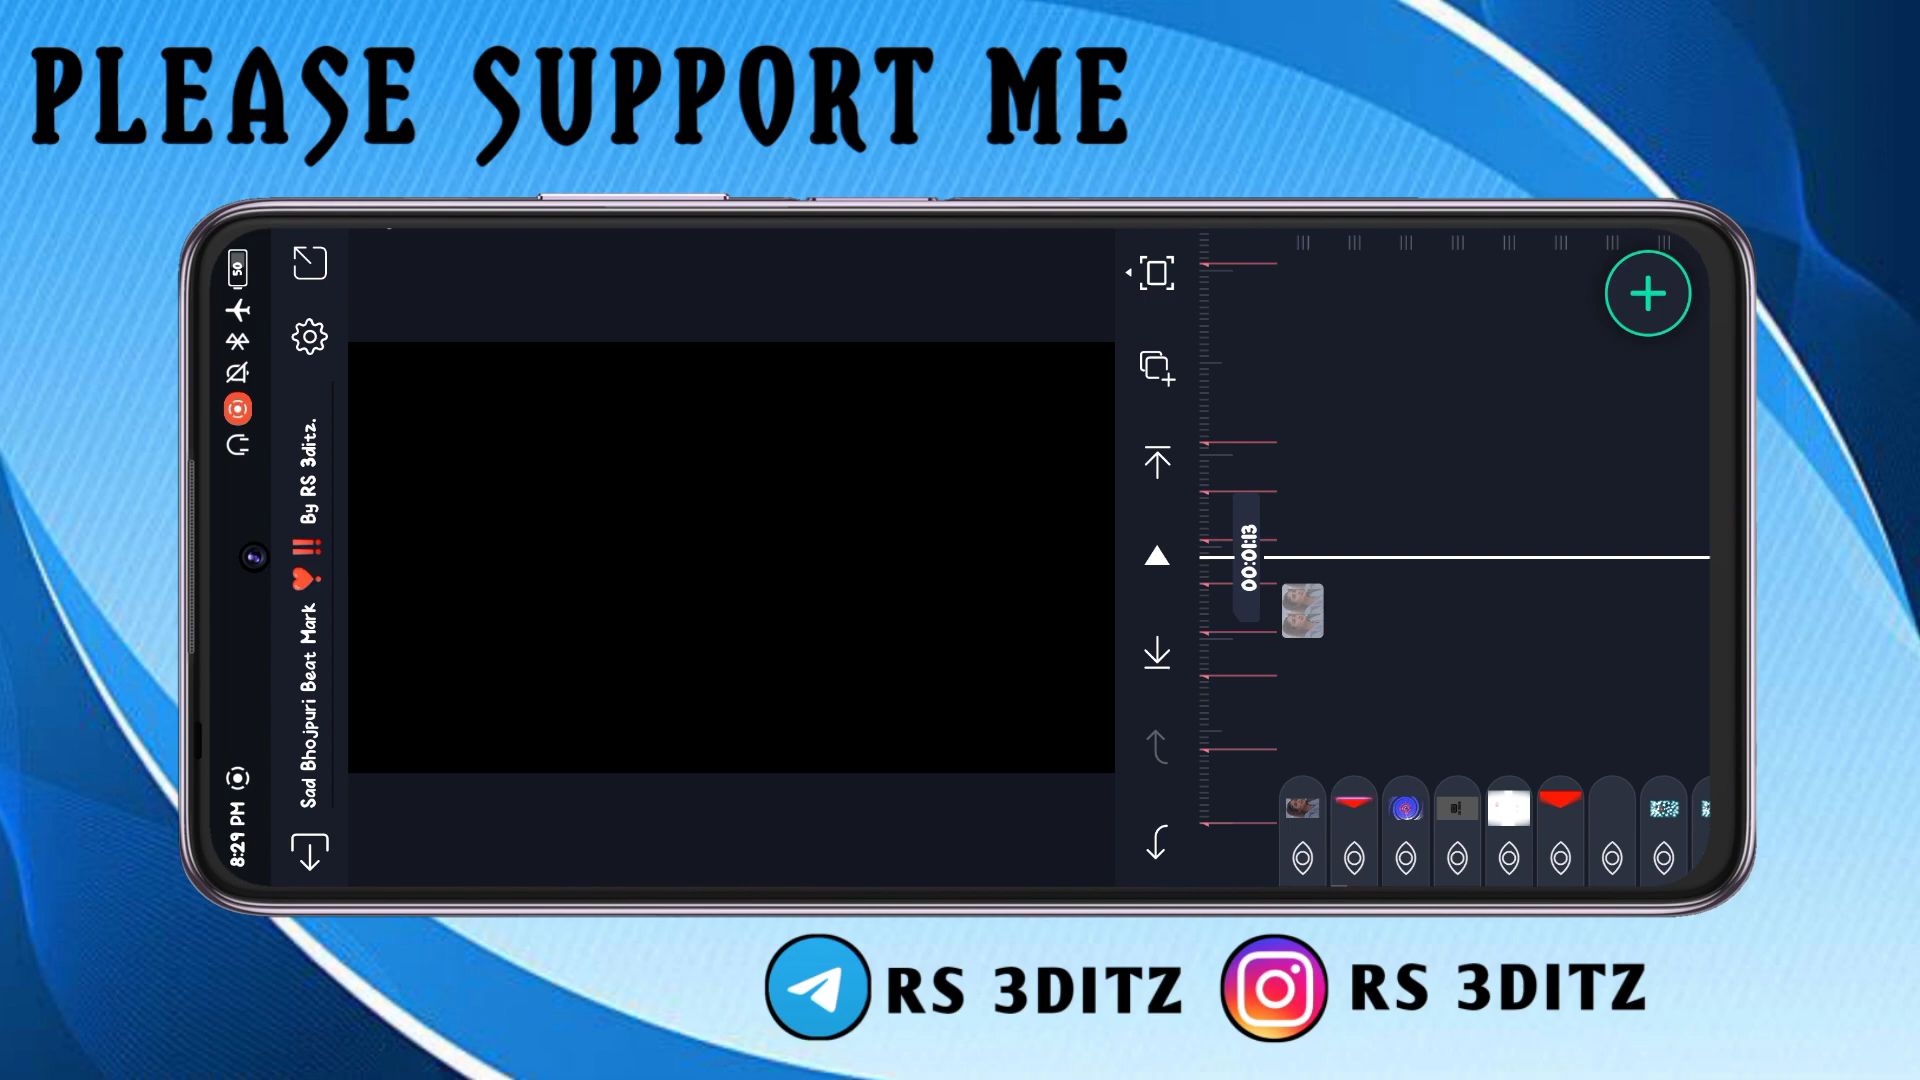 PLEASE SUPPORT ME
8:29 PM
50
Sad Bhojpuri Beat Mark ❣️ ‼️ By RS 3ditz.
00:01:13
RS 3DITZ
RS 3DITZ